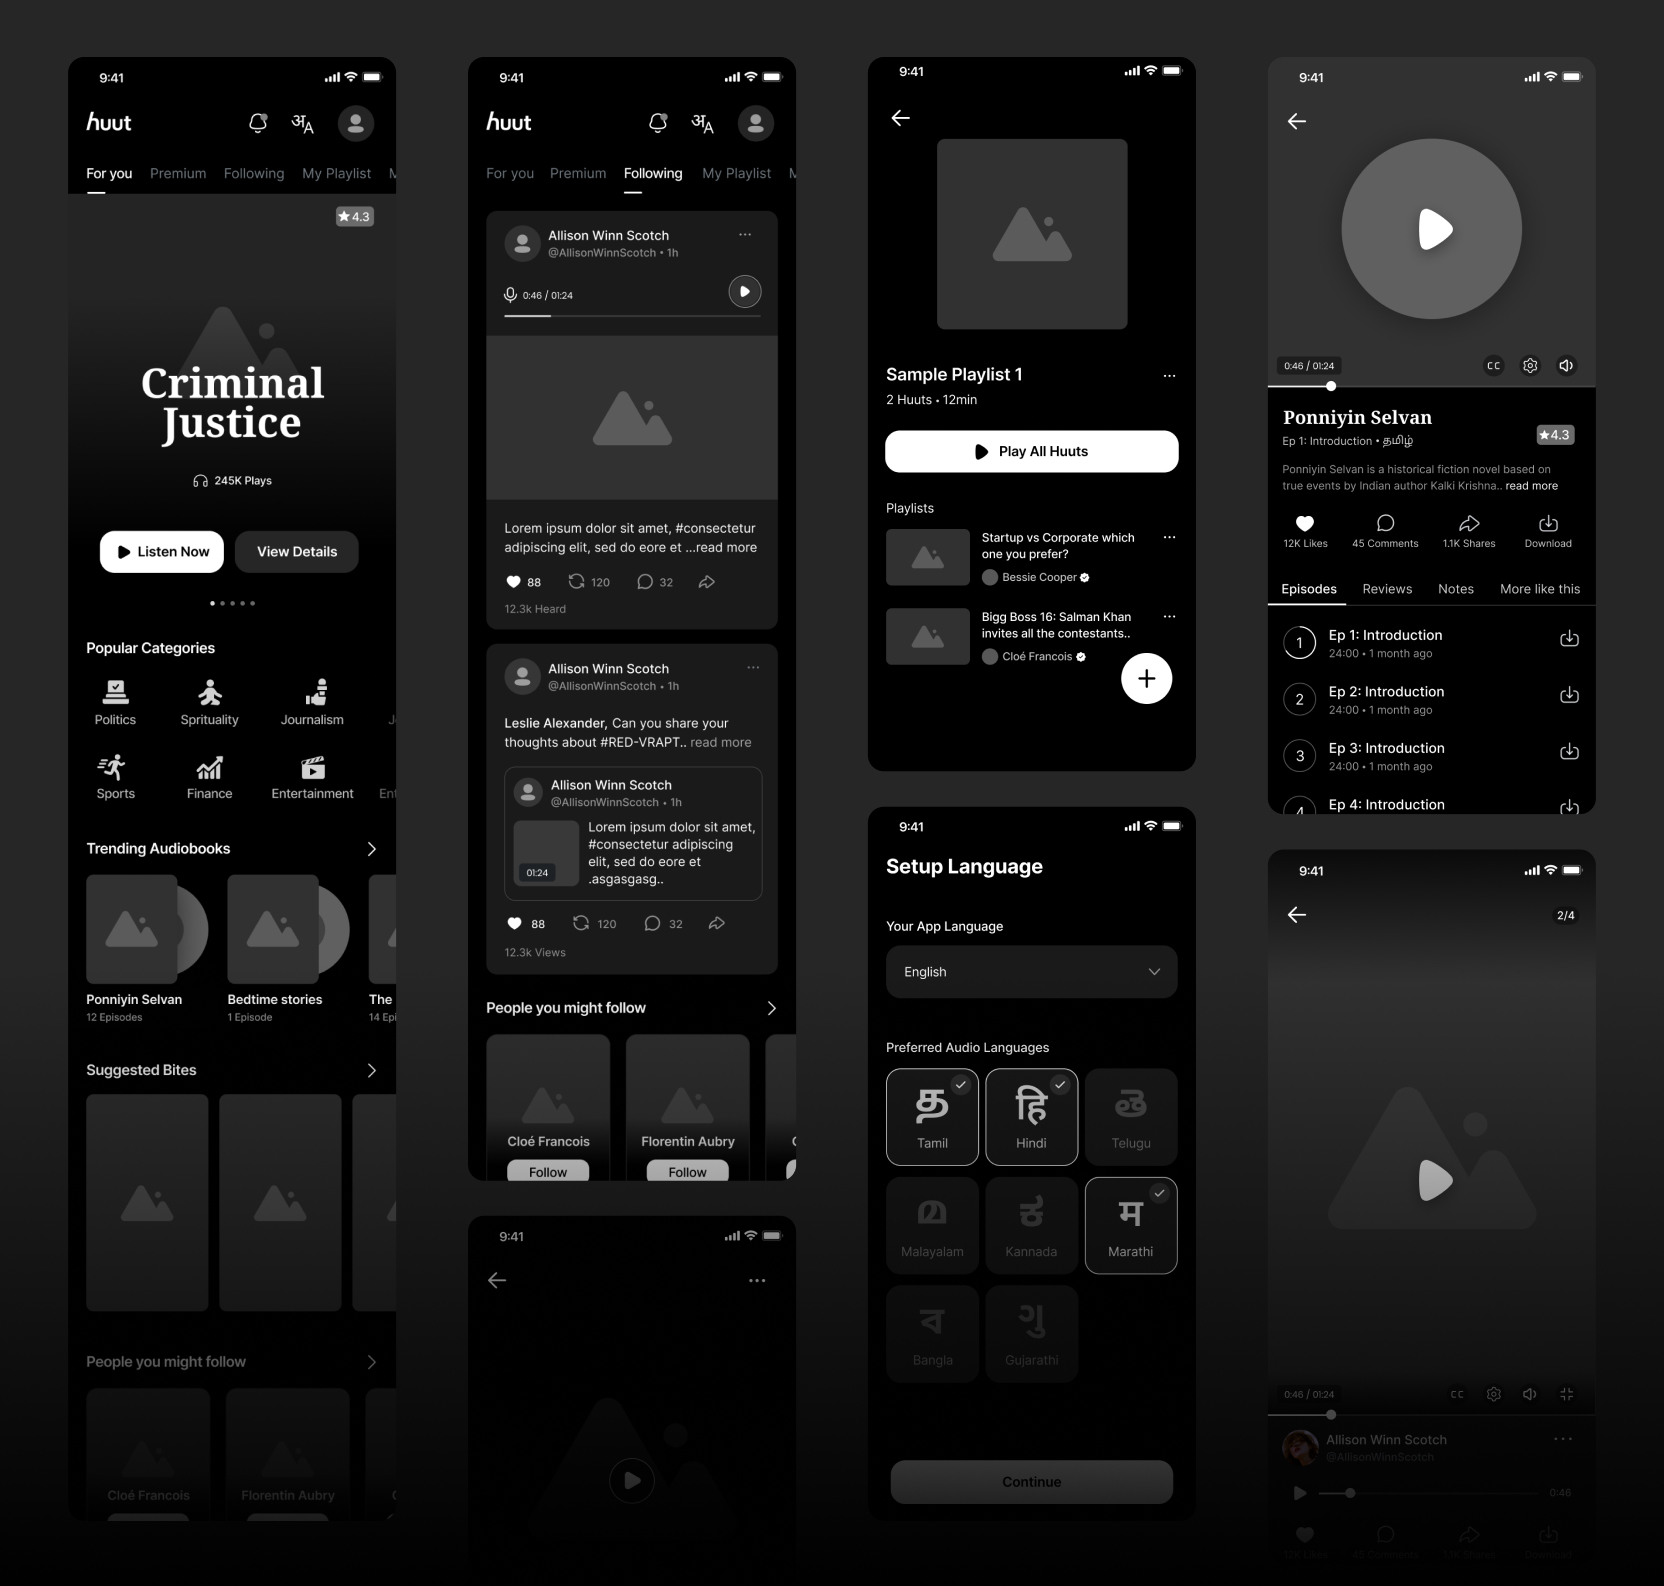 9:41
huut
अA
For you Premium Following My Playlist M
4.3
Criminal
Justice
245K Plays
Listen Now View Details
Popular Categories
Politics Sprituality Journalism
Sports Finance Entertainment Ent
Trending Audiobooks
Ponniyin Selvan Bedtime stories The
12 Episodes 1 Episode 14 Epi
Suggested Bites
People you might follow
Cloé Francois Florentin Aubry
9:41
huut
अA
For you Premium Following My Playlist M
Allison Winn Scotch
@AllisonWinnScotch • 1h
0:46 / 01:24
Lorem ipsum dolor sit amet, #consectetur
adipiscing elit, sed do eore et ...read more
88 120 32
12.3k Heard
Allison Winn Scotch
@AllisonWinnScotch • 1h
Leslie Alexander, Can you share your
thoughts about #RED-VRAPT.. read more
Allison Winn Scotch
@AllisonWinnScotch • 1h
Lorem ipsum dolor sit amet,
#consectetur adipiscing
elit, sed do eore et
.asgasgasg..
01:24
88 120 32
12.3k Views
People you might follow
Cloé Francois Florentin Aubry
Follow Follow
9:41
9:41
Sample Playlist 1
2 Huuts • 12min
Play All Huuts
Playlists
Startup vs Corporate which
one you prefer?
Bessie Cooper
Bigg Boss 16: Salman Khan
invites all the contestants..
Cloé Francois
9:41
Setup Language
Your App Language
English
Preferred Audio Languages
த हि తె
Tamil Hindi Telugu
മ ಕ म
Malayalam Kannada Marathi
ব ગુ
Bangla Gujarathi
Continue
9:41
0:46 / 01:24 CC
Ponniyin Selvan
Ep 1: Introduction • தமிழ்
4.3
Ponniyin Selvan is a historical fiction novel based on
true events by Indian author Kalki Krishna.. read more
12K Likes 45 Comments 1.1K Shares Download
Episodes Reviews Notes More like this
1 Ep 1: Introduction
24:00 • 1 month ago
2 Ep 2: Introduction
24:00 • 1 month ago
3 Ep 3: Introduction
24:00 • 1 month ago
4 Ep 4: Introduction
9:41
2/4
0:46 / 01:24 CC
Allison Winn Scotch
@AllisonWinnScotch
0:46
12K Likes 45 Comments 1.1K Shares Download